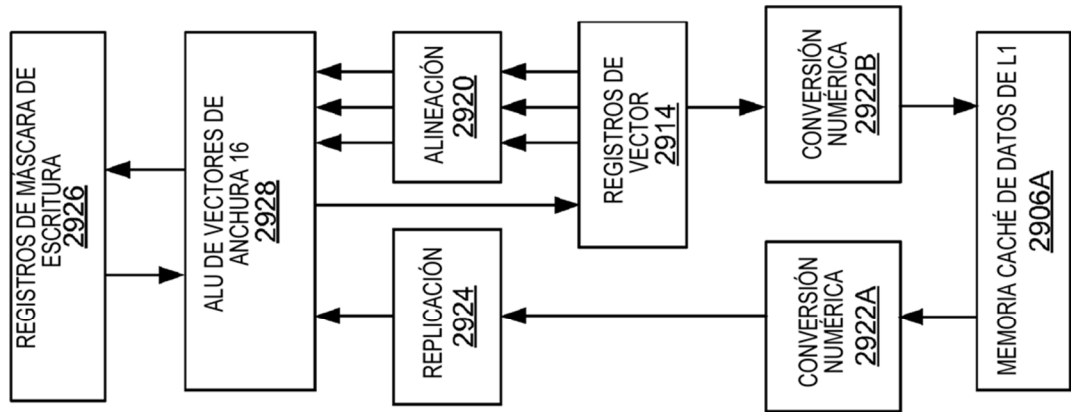 REGISTROS DE MÁSCARA DE
ESCRITURA
2926
ALU DE VECTORES DE
ANCHURA 16
2928
REPLICACIÓN
2924
ALINEACIÓN
2920
REGISTROS DE
VECTOR
2914
CONVERSIÓN
NUMÉRICA
2922A
CONVERSIÓN
NUMÉRICA
2922B
MEMORIA CACHÉ DE DATOS DE L1
2906A